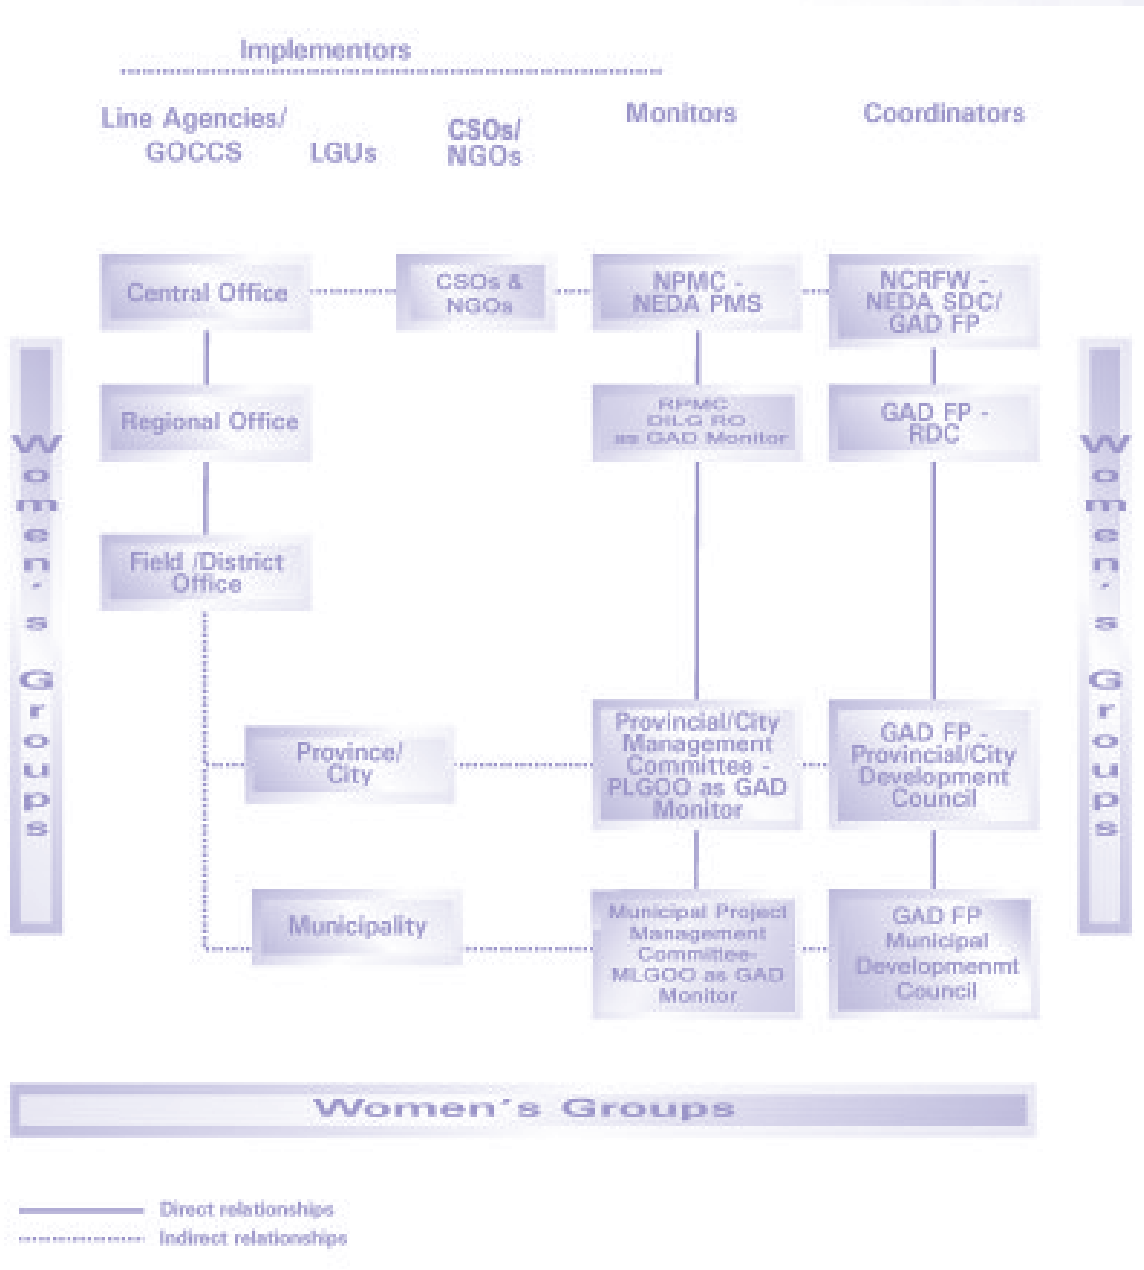 Implementors
Line Agencies/
GOCCS
LGUs
CSOs/
NGOs
Monitors
Coordinators
Central Office
CSOs &
NGOs
NPMC -
NEDA PMS
NCRFW -
NEDA SDC/
GAD FP
Regional Office
RPMC
DILG RO
as GAD Monitor
GAD FP -
RDC
Field /District
Office
Province/
City
Provincial/City
Management
Committee -
PLGOO as GAD
Monitor
GAD FP -
Provincial/City
Development
Council
Municipality
Municipal Project
Management
Committee-
MLGOO as GAD
Monitor
GAD FP
Municipal
Developmenmt
Council
Women's Groups
Women's Groups
Women's Groups
Direct relationships
Indirect relationships